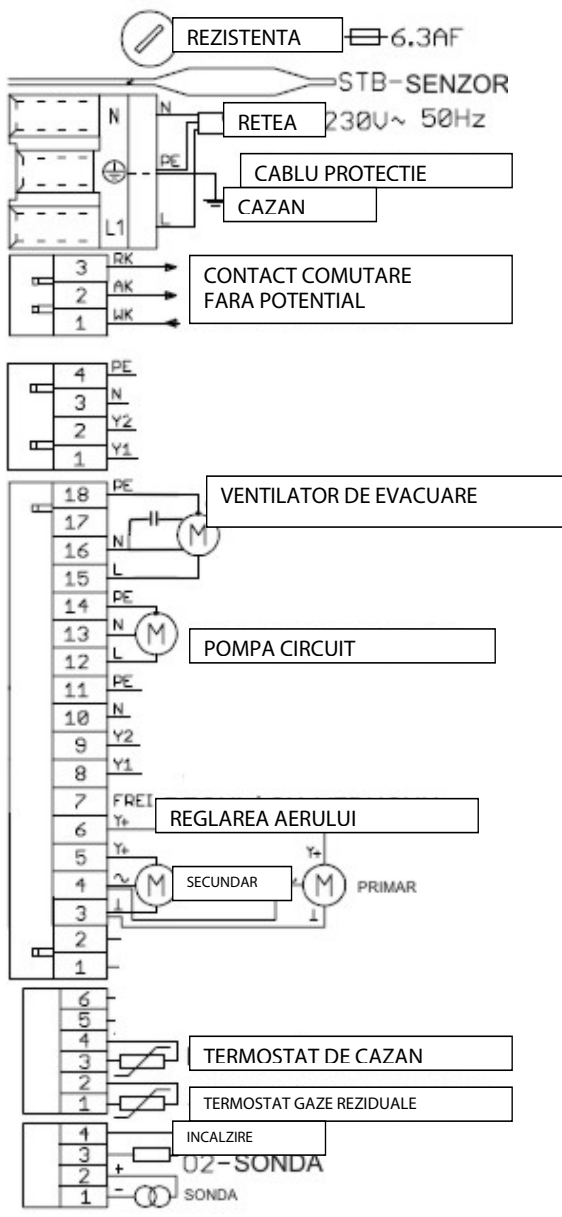 REZISTENTA 6.3AF
STB-SENZOR
N N RETEA 230V~ 50Hz
PE CABLU PROTECTIE
CAZAN
L1 L
3 RK CONTACT COMUTARE
2 AK FARA POTENTIAL
1 WK
4 PE
3 N
2 Y2
1 Y1
18 PE VENTILATOR DE EVACUARE
17 M
16 N
15 L
14 PE
13 N M
12 L POMPA CIRCUIT
11 PE
10 N
9 Y2
8 Y1
7 FREI
6 Y+ REGLAREA AERULUI
5 Y+ Y+
4 ~ M SECUNDAR M PRIMAR
3 ⊥ ⊥
2
1
6
5
4 TERMOSTAT DE CAZAN
3
2
1 TERMOSTAT GAZE REZIDUALE
4 INCALZIRE
3 O2-SONDA
2 +
1 - SONDA